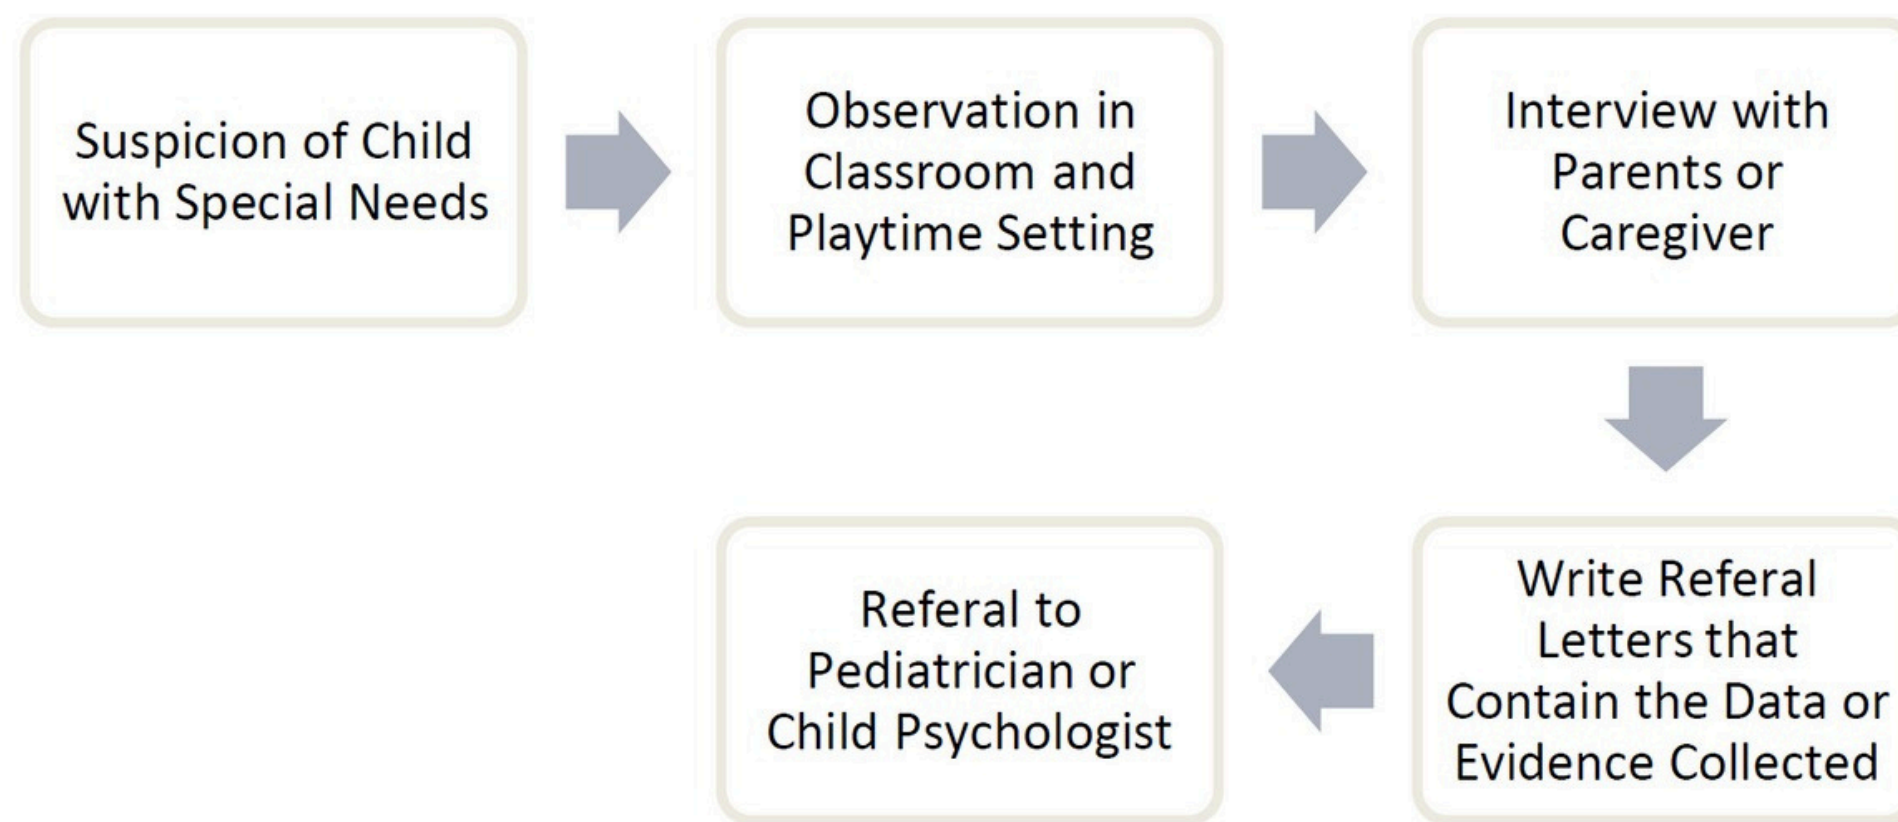 Suspicion of Child
with Special Needs
Observation in
Classroom and
Playtime Setting
Interview with
Parents or
Caregiver
Write Referal
Letters that
Contain the Data or
Evidence Collected
Referal to
Pediatrician or
Child Psychologist